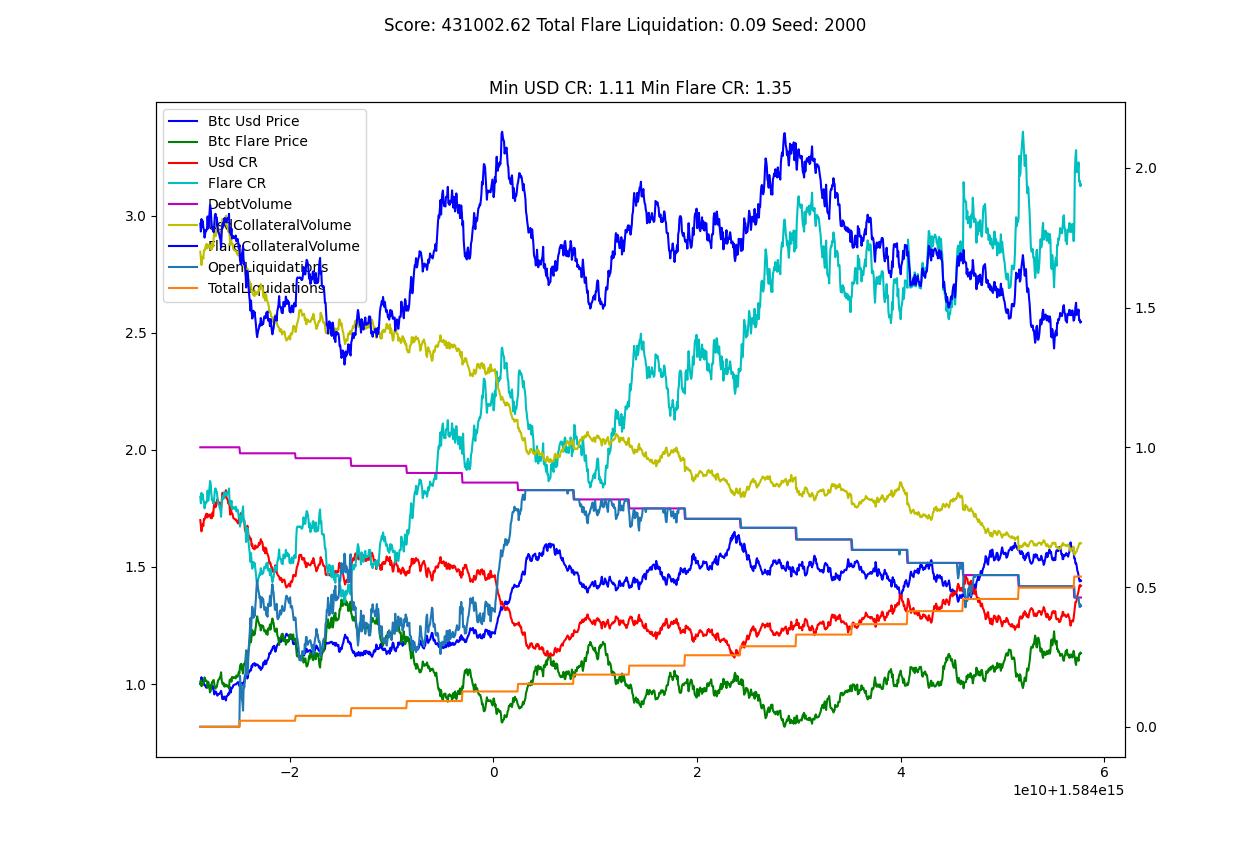 Score: 431002.62 Total Flare Liquidation: 0.09 Seed: 2000
Min USD CR: 1.11 Min Flare CR: 1.35
Btc Usd Price
Btc Flare Price
Usd CR
Flare CR
DebtVolume
UsdCollateralVolume
FlareCollateralVolume
OpenLiquidations
TotalLiquidations
3.0
2.5
2.0
1.5
1.0
2.0
1.5
1.0
0.5
0.0
−2
0
2
4
6
1e10+1.584e15